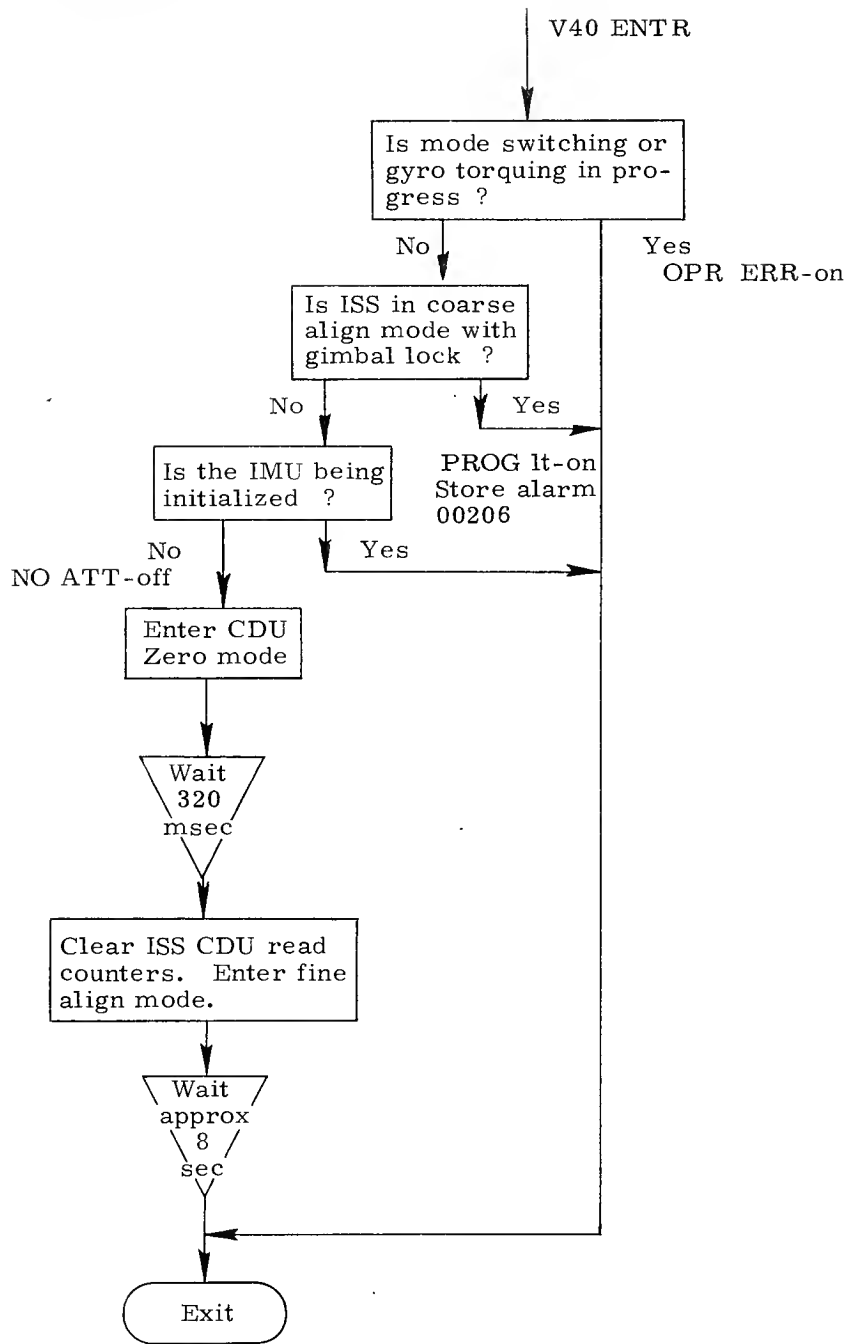 V40 ENTR
Is mode switching or
gyro torquing in pro-
gress ?
No
Yes
OPR ERR-on
Is ISS in coarse
align mode with
gimbal lock ?
No
Yes
PROG lt-on
Store alarm
00206
Is the IMU being
initialized ?
No
NO ATT-off
Yes
Enter CDU
Zero mode
Wait
320
msec
Clear ISS CDU read
counters. Enter fine
align mode.
Wait
approx
8
sec
Exit